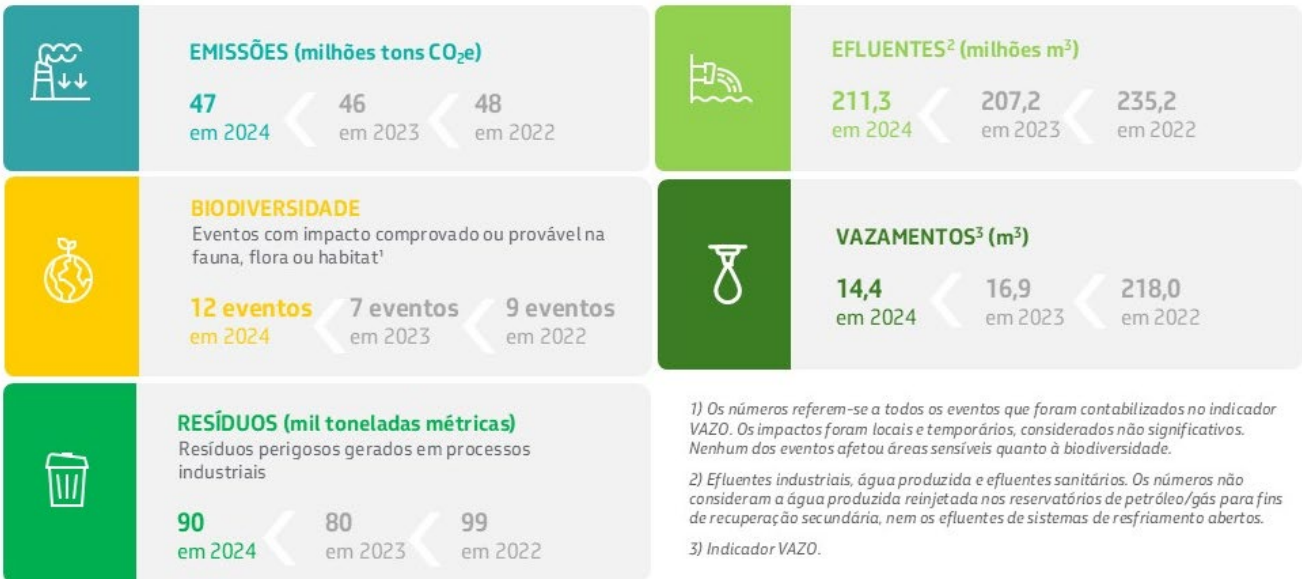 EMISSÕES (milhões tons CO₂e)
47
em 2024
46
em 2023
48
em 2022
EFLUENTES² (milhões m³)
211,3
em 2024
207,2
em 2023
235,2
em 2022
BIODIVERSIDADE
Eventos com impacto comprovado ou provável na
fauna, flora ou habitat¹
12 eventos
em 2024
7 eventos
em 2023
9 eventos
em 2022
VAZAMENTOS³ (m³)
14,4
em 2024
16,9
em 2023
218,0
em 2022
RESÍDUOS (mil toneladas métricas)
Resíduos perigosos gerados em processos
industriais
90
em 2024
80
em 2023
99
em 2022
1) Os números referem-se a todos os eventos que foram contabilizados no indicador
VAZO. Os impactos foram locais e temporários, considerados não significativos.
Nenhum dos eventos afetou áreas sensíveis quanto à biodiversidade.
2) Efluentes industriais, água produzida e efluentes sanitários. Os números não
consideram a água produzida reinjetada nos reservatórios de petróleo/gás para fins
de recuperação secundária, nem os efluentes de sistemas de resfriamento abertos.
3) Indicador VAZO.